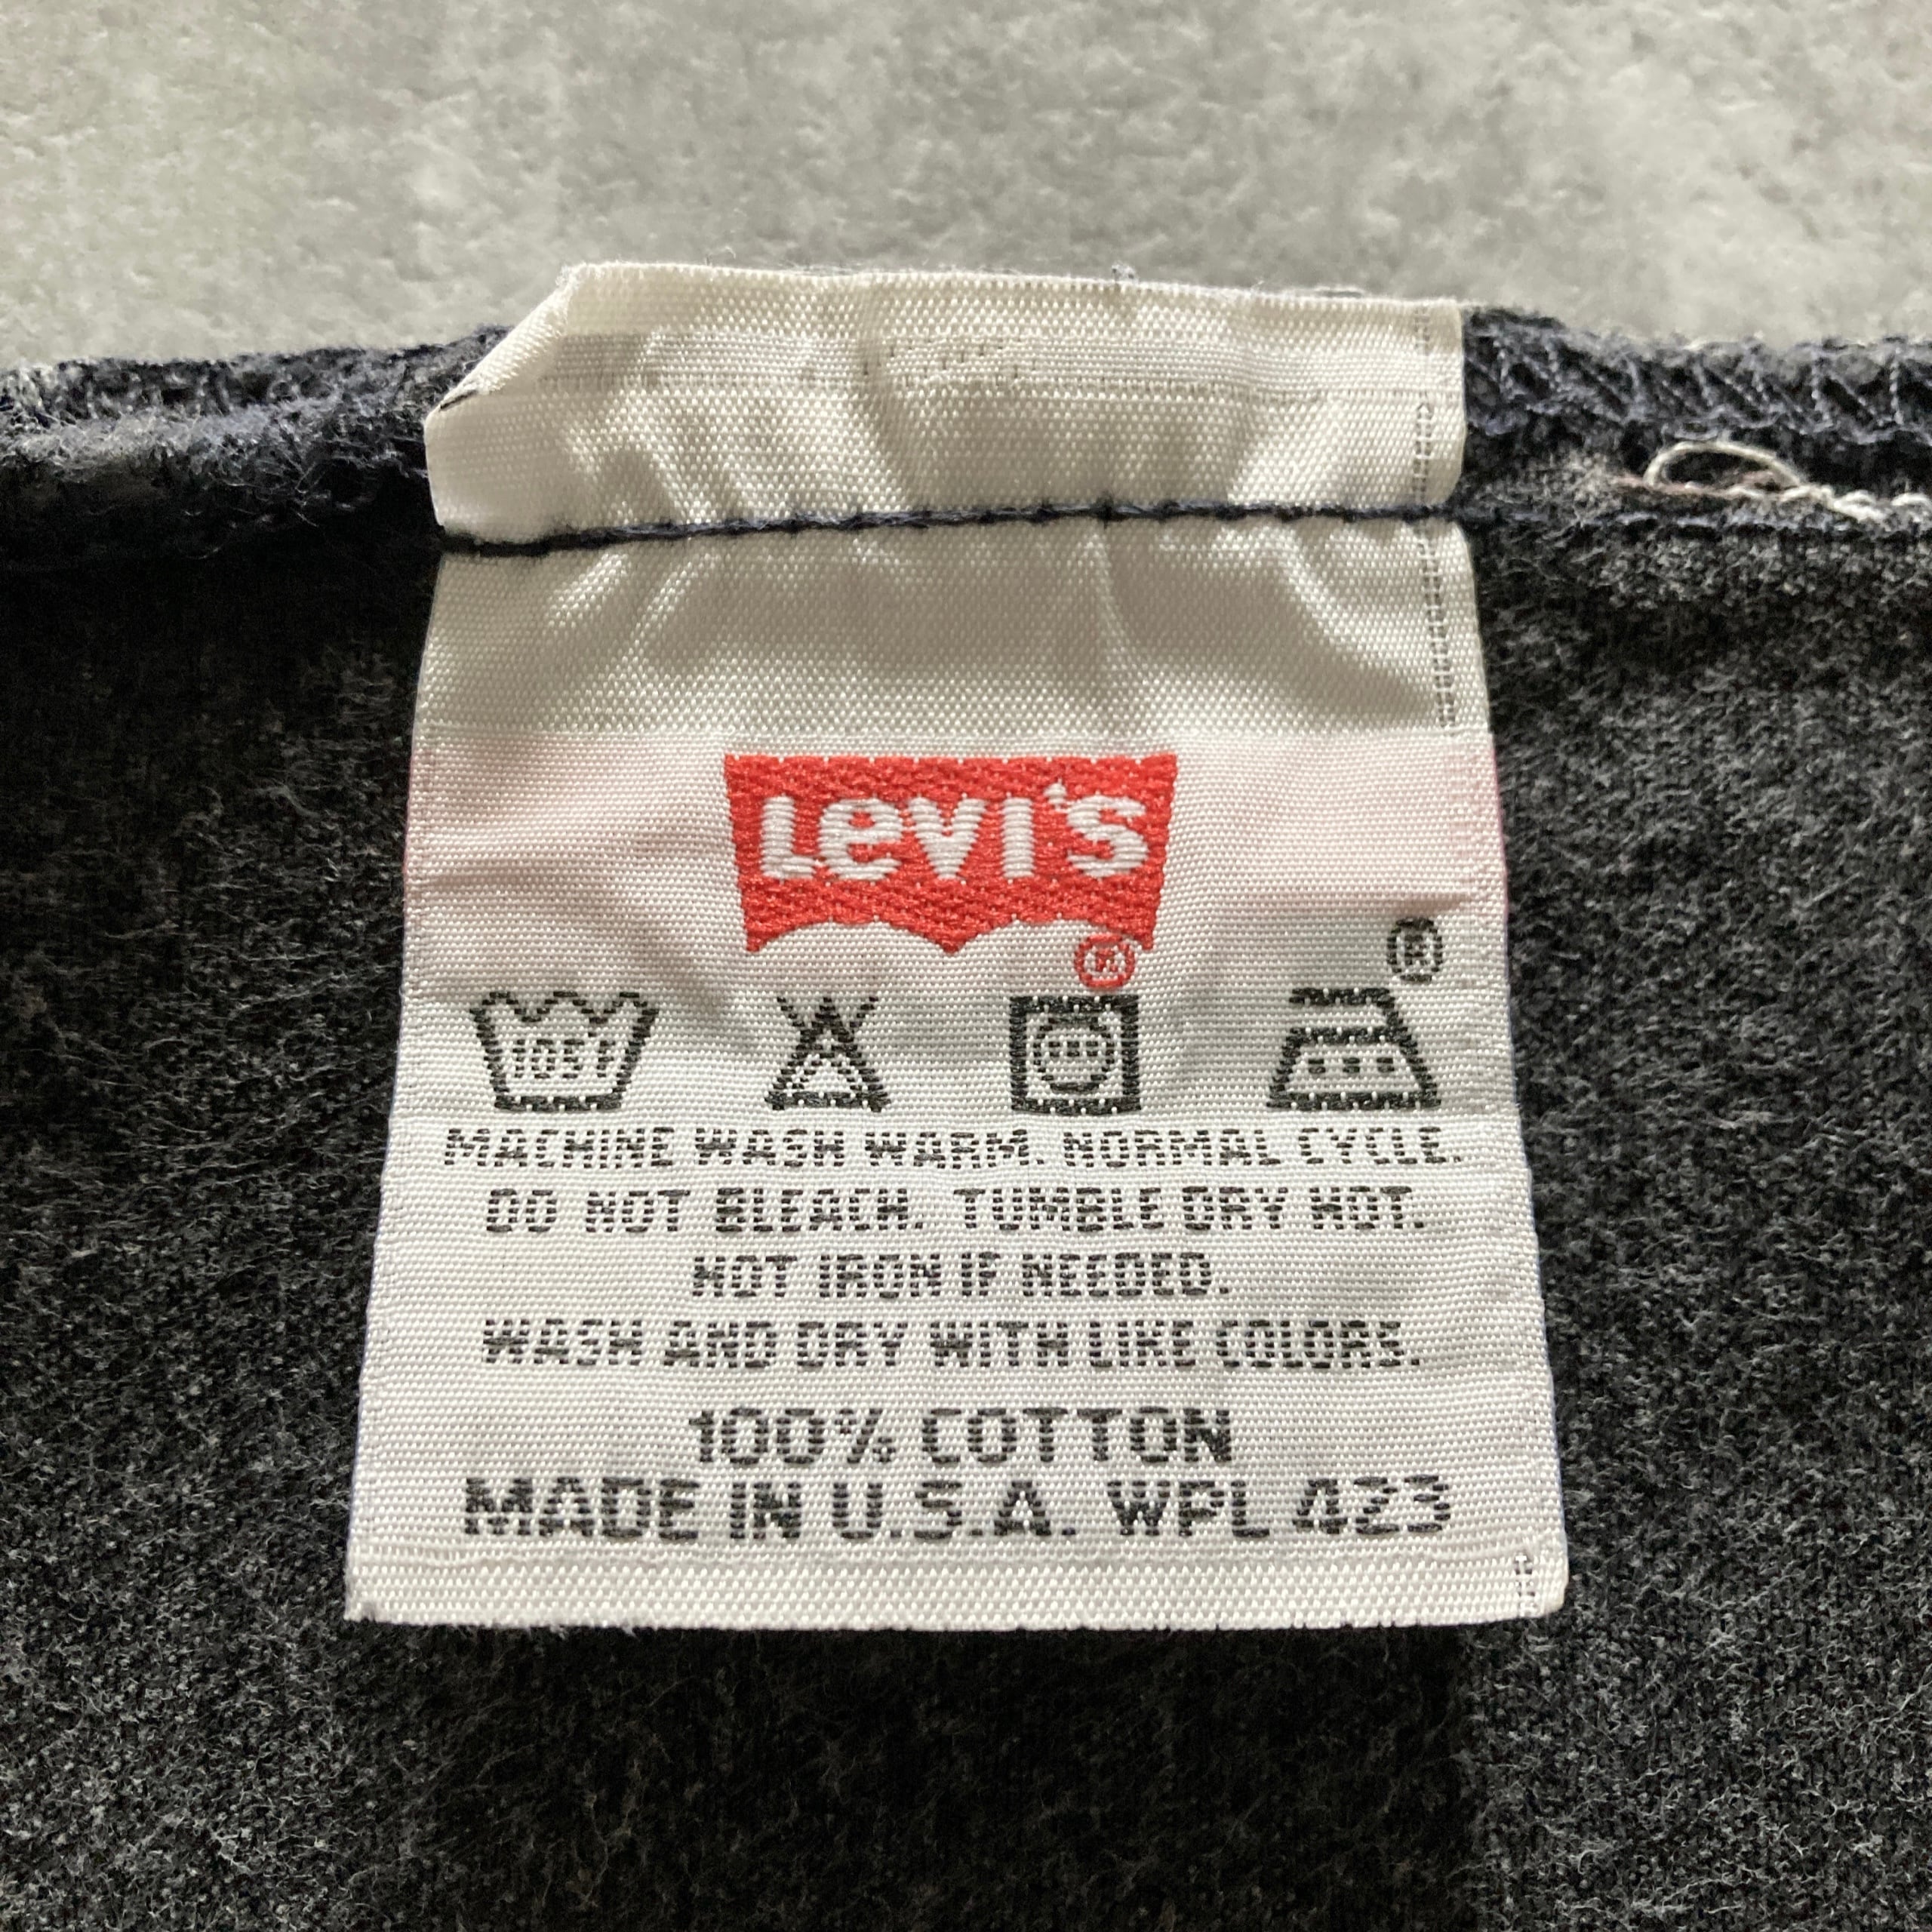 Levi's
®
®
105F
MACHINE WASH WARM. NORMAL CYCLE.
DO NOT BLEACH. TUMBLE DRY HOT.
HOT IRON IF NEEDED.
WASH AND DRY WITH LIKE COLORS.
100% COTTON
MADE IN U.S.A. WPL 423